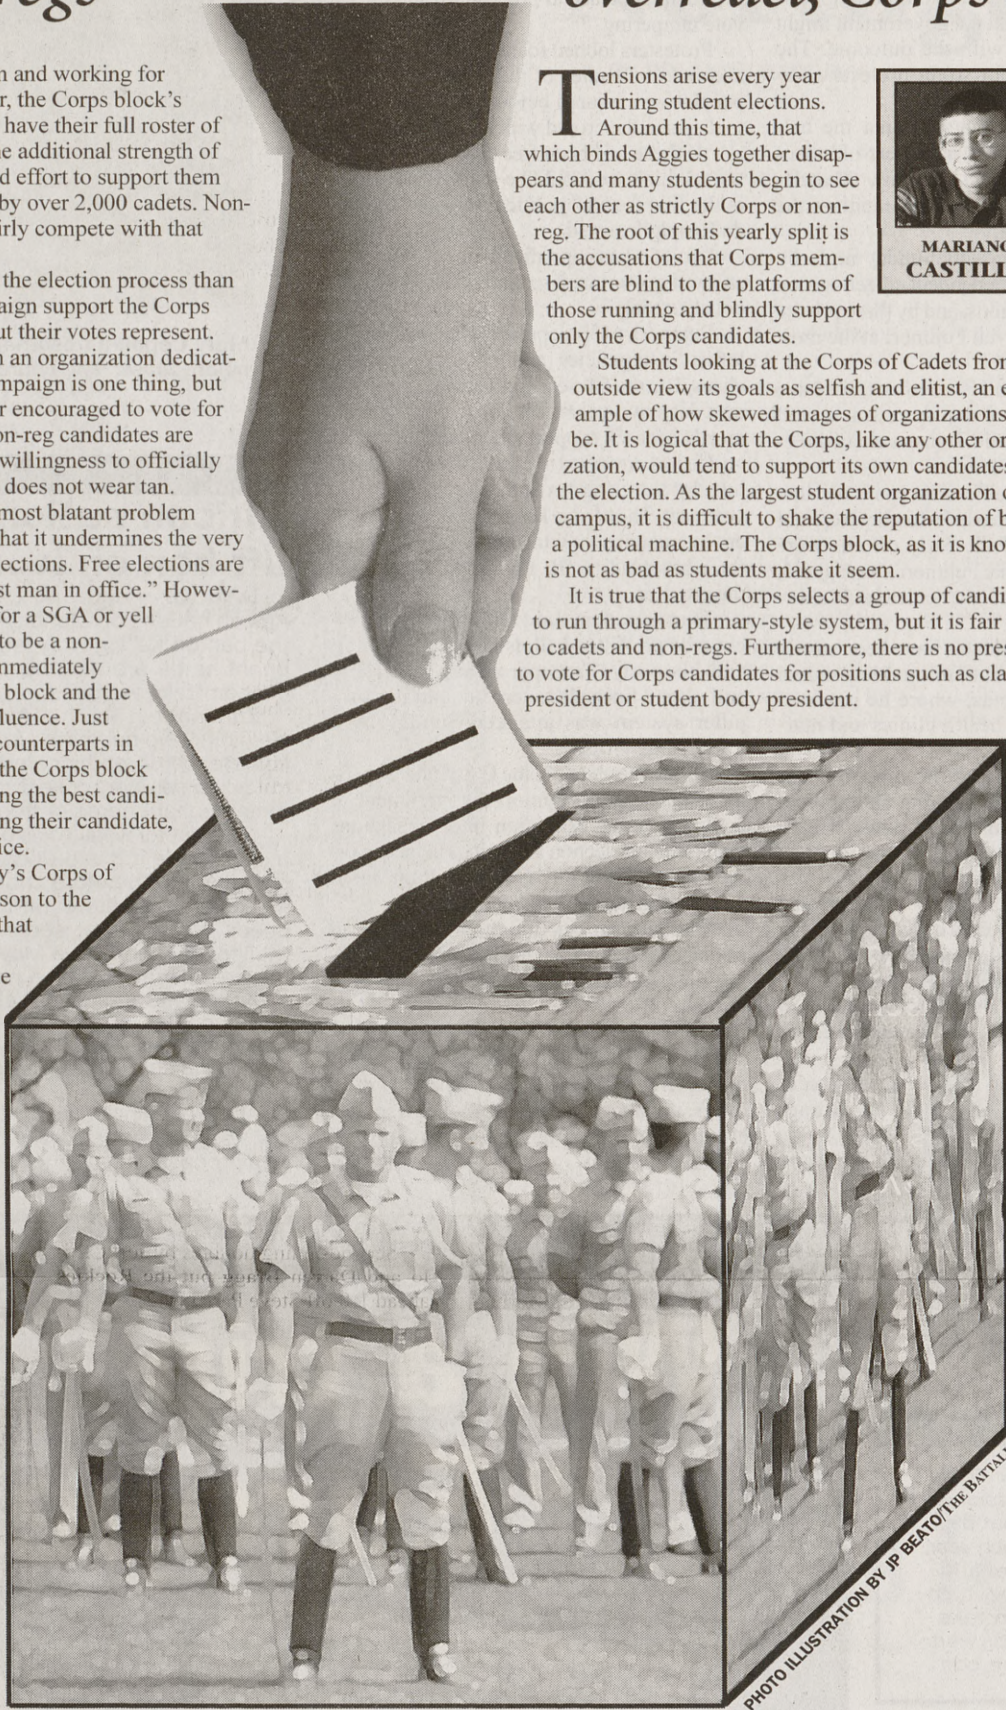 regs
overreact, Corps
n and working for
r, the Corps block's
have their full roster of
e additional strength of
d effort to support them
by over 2,000 cadets. Non-
irly compete with that
the election process than
aign support the Corps
ut their votes represent.
n an organization dedicat-
mpaign is one thing, but
r encouraged to vote for
on-reg candidates are
willingness to officially
does not wear tan.
most blatant problem
hat it undermines the very
ections. Free elections are
st man in office.” Howev-
for a SGA or yell
to be a non-
mmediately
block and the
luence. Just
counterparts in
the Corps block
ng the best candi-
ng their candidate,
ice.
y's Corps of
son to the
that
e
Tensions arise every year
during student elections.
Around this time, that
which binds Aggies together disap-
pears and many students begin to see
each other as strictly Corps or non-
reg. The root of this yearly split is
the accusations that Corps mem-
bers are blind to the platforms of
those running and blindly support
only the Corps candidates.
Students looking at the Corps of Cadets from
outside view its goals as selfish and elitist, an e
ample of how skewed images of organizations
be. It is logical that the Corps, like any other or
zation, would tend to support its own candidates
the election. As the largest student organization o
campus, it is difficult to shake the reputation of b
a political machine. The Corps block, as it is kno
is not as bad as students make it seem.
It is true that the Corps selects a group of candi
to run through a primary-style system, but it is fair
to cadets and non-regs. Furthermore, there is no pres
to vote for Corps candidates for positions such as cla
president or student body president.
MARIANO
CASTILL
PHOTO ILLUSTRATION BY JP BEATO/THE BATTALI